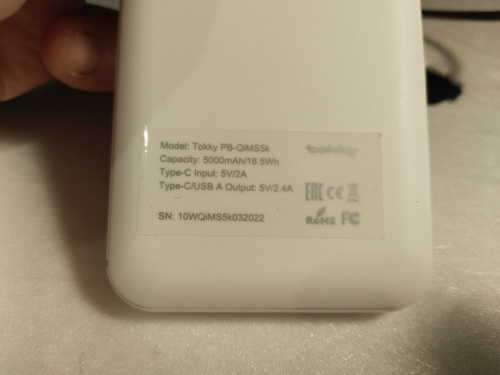 Model: Tokky PB-QiMS5k
tokky
Capacity: 5000mAh/18.5Wh
Type-C Input: 5V/2A
Type-C/USB A Output: 5V/2.4A
EAC CE
SN: 10WQiMS5k032022
RoHS FC